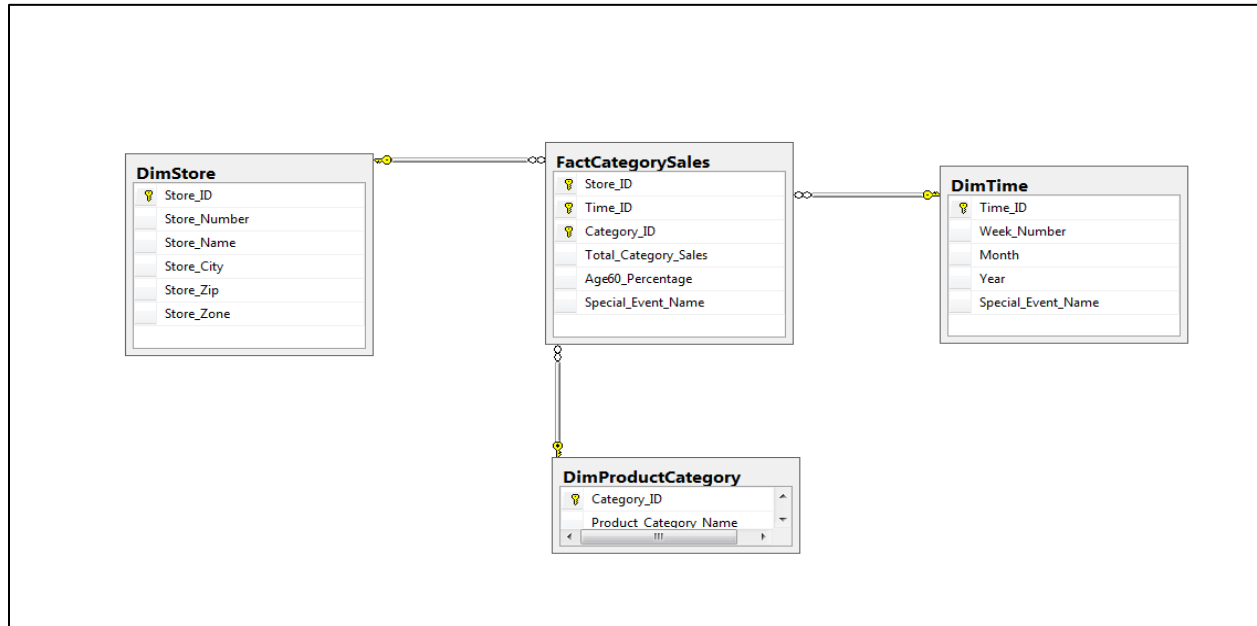 DimStore
Store_ID
Store_Number
Store_Name
Store_City
Store_Zip
Store_Zone
FactCategorySales
Store_ID
Time_ID
Category_ID
Total_Category_Sales
Age60_Percentage
Special_Event_Name
DimTime
Time_ID
Week_Number
Month
Year
Special_Event_Name
DimProductCategory
Category_ID
Product_Category_Name